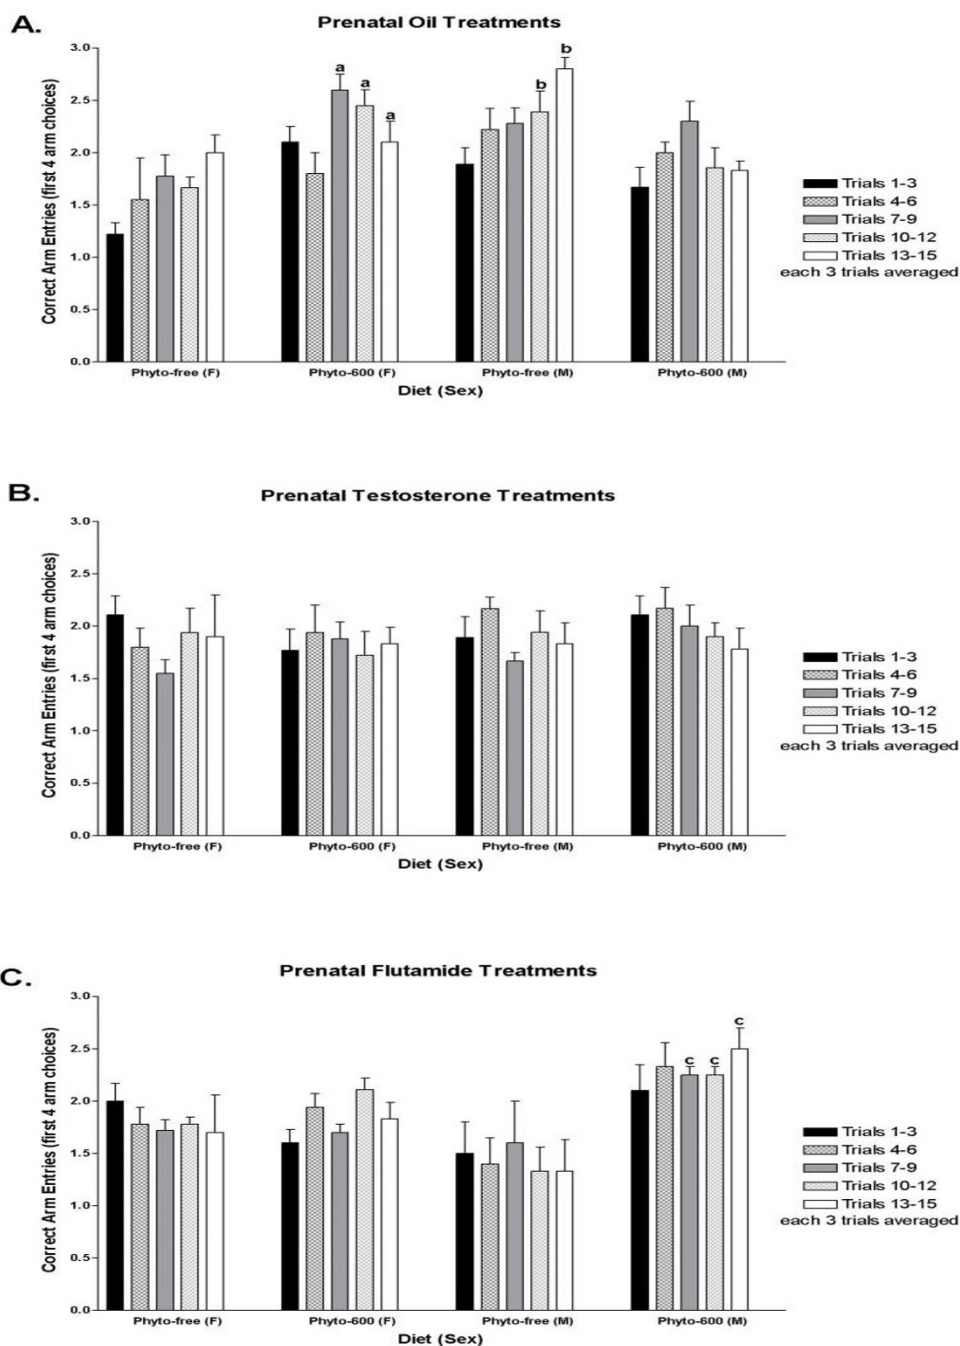 A.
Prenatal Oil Treatments
Correct Arm Entries (first 4 arm choices)
3.0
2.5
2.0
1.5
1.0
0.5
0.0
a
a
a
b
b
Phyto-free (F)
Phyto-600 (F)
Phyto-free (M)
Phyto-600 (M)
Diet (Sex)
Trials 1-3
Trials 4-6
Trials 7-9
Trials 10-12
Trials 13-15
each 3 trials averaged
B.
Prenatal Testosterone Treatments
Correct Arm Entries (first 4 arm choices)
3.0
2.5
2.0
1.5
1.0
0.5
0.0
Phyto-free (F)
Phyto-600 (F)
Phyto-free (M)
Phyto-600 (M)
Diet (Sex)
Trials 1-3
Trials 4-6
Trials 7-9
Trials 10-12
Trials 13-15
each 3 trials averaged
C.
Prenatal Flutamide Treatments
Correct Arm Entries (first 4 arm choices)
3.0
2.5
2.0
1.5
1.0
0.5
0.0
c
c
c
Phyto-free (F)
Phyto-600 (F)
Phyto-free (M)
Phyto-600 (M)
Diet (Sex)
Trials 1-3
Trials 4-6
Trials 7-9
Trials 10-12
Trials 13-15
each 3 trials averaged